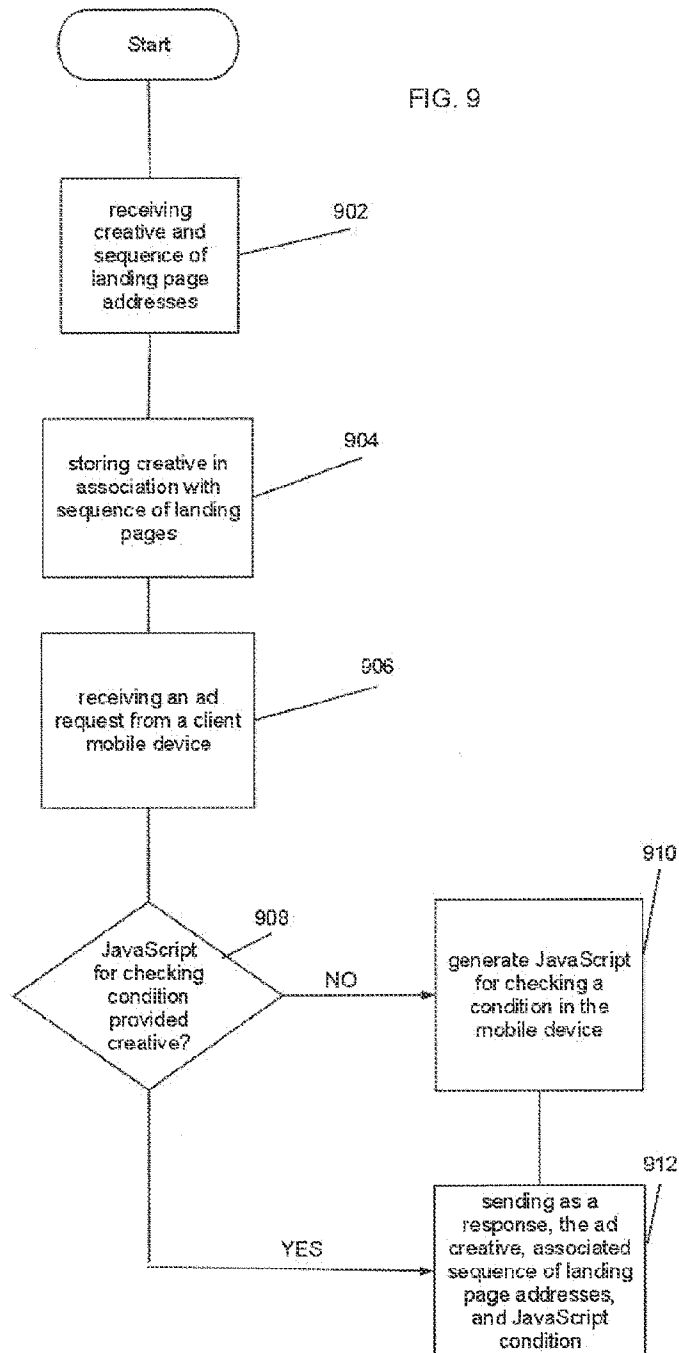 Start
FIG. 9
receiving
creative and
sequence of
landing page
addresses
902
storing creative in
association with
sequence of landing
pages
904
receiving an ad
request from a client
mobile device
906
JavaScript
for checking
condition
provided
creative?
908
NO
generate JavaScript
for checking a
condition in the
mobile device
910
YES
sending as a
response, the ad
creative, associated
sequence of landing
page addresses,
and JavaScript
condition
912